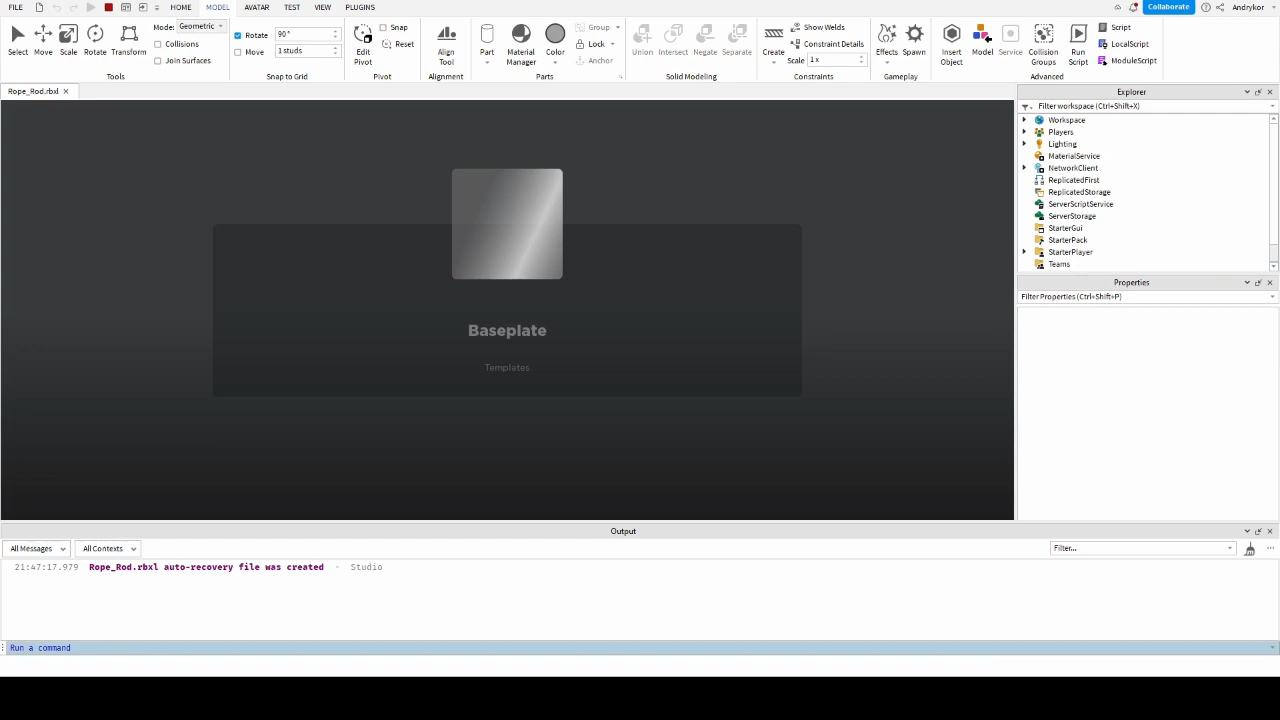 FILE HOME MODEL AVATAR TEST VIEW PLUGINS Collaborate Andrykor
Select Move Scale Rotate Transform
Mode: Geometric
Collisions
Join Surfaces
Tools
Rotate 90°
Move 1 studs
Snap to Grid
Edit Pivot
Snap
Reset
Pivot
Align Tool
Alignment
Part
Material Manager
Color
Group
Lock
Anchor
Parts
Union Intersect Negate Separate
Solid Modeling
Create
Show Welds
Constraint Details
Scale 1 x
Constraints
Effects Spawn
Gameplay
Insert Object
Model
Service
Collision Groups
Run Script
Script
LocalScript
ModuleScript
Advanced
Rope_Rod.rbxl
Baseplate
Templates
Explorer
Filter workspace (Ctrl+Shift+X)
Workspace
Players
Lighting
MaterialService
NetworkClient
ReplicatedFirst
ReplicatedStorage
ServerScriptService
ServerStorage
StarterGui
StarterPack
StarterPlayer
Teams
Properties
Filter Properties (Ctrl+Shift+P)
Output
All Messages All Contexts Filter...
21:47:17.979 Rope_Rod.rbxl auto-recovery file was created - Studio
Run a command